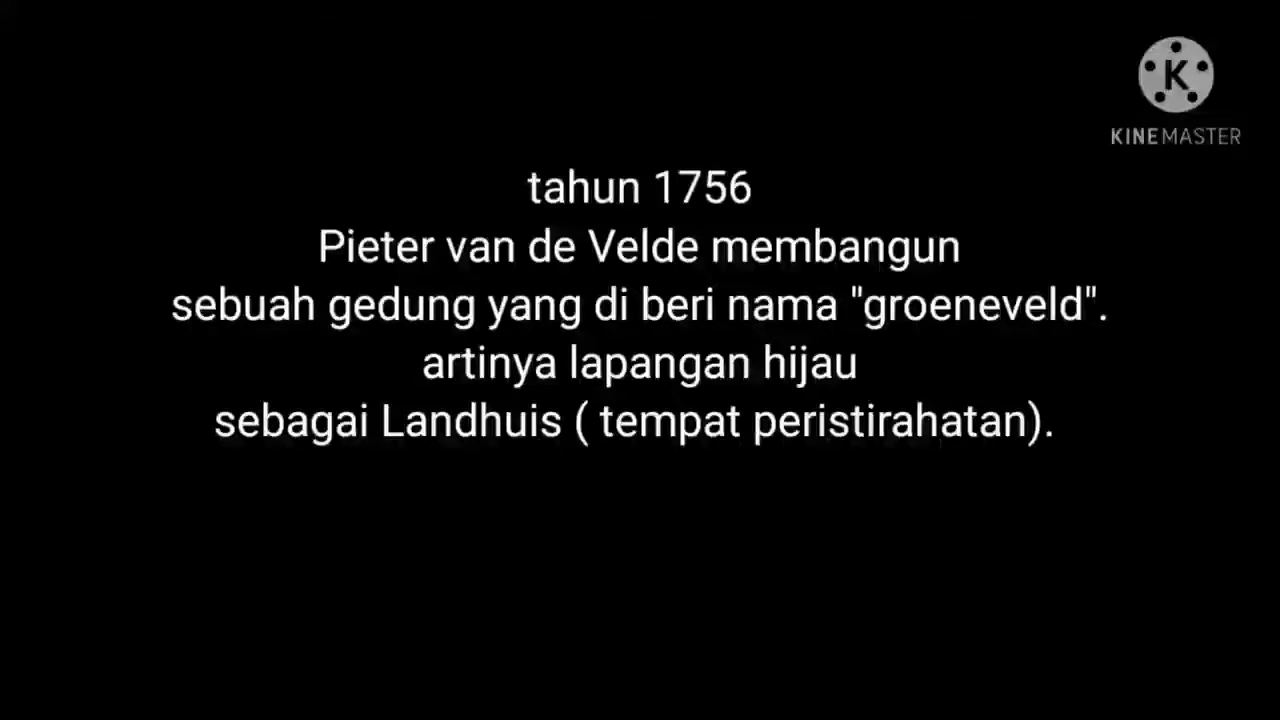 K
KINEMASTER
tahun 1756
Pieter van de Velde membangun
sebuah gedung yang di beri nama "groeneveld".
artinya lapangan hijau
sebagai Landhuis ( tempat peristirahatan).